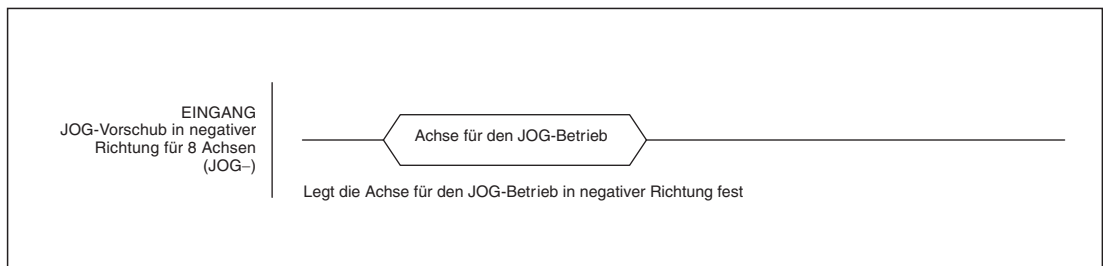 EINGANG
JOG-Vorschub in negativer
Richtung für 8 Achsen
(JOG–)
Achse für den JOG-Betrieb
Legt die Achse für den JOG-Betrieb in negativer Richtung fest